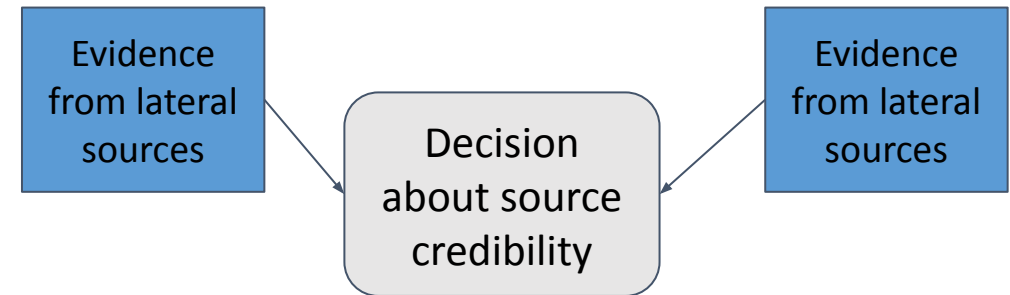 Evidence
from lateral
sources
Decision
about source
credibility
Evidence
from lateral
sources